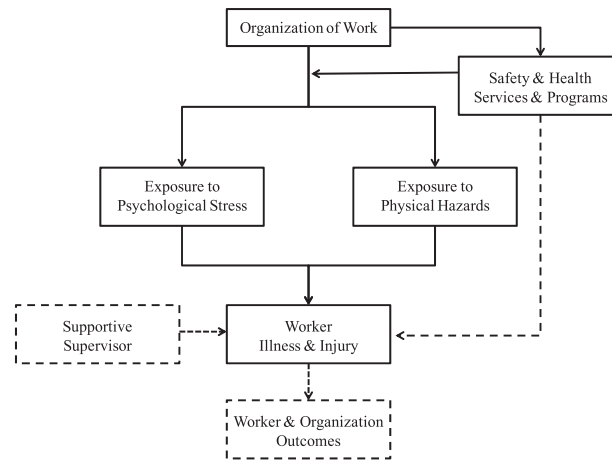 Organization of Work
Safety & Health
Services & Programs
Exposure to
Psychological Stress
Exposure to
Physical Hazards
Supportive
Supervisor
Worker
Illness & Injury
Worker & Organization
Outcomes